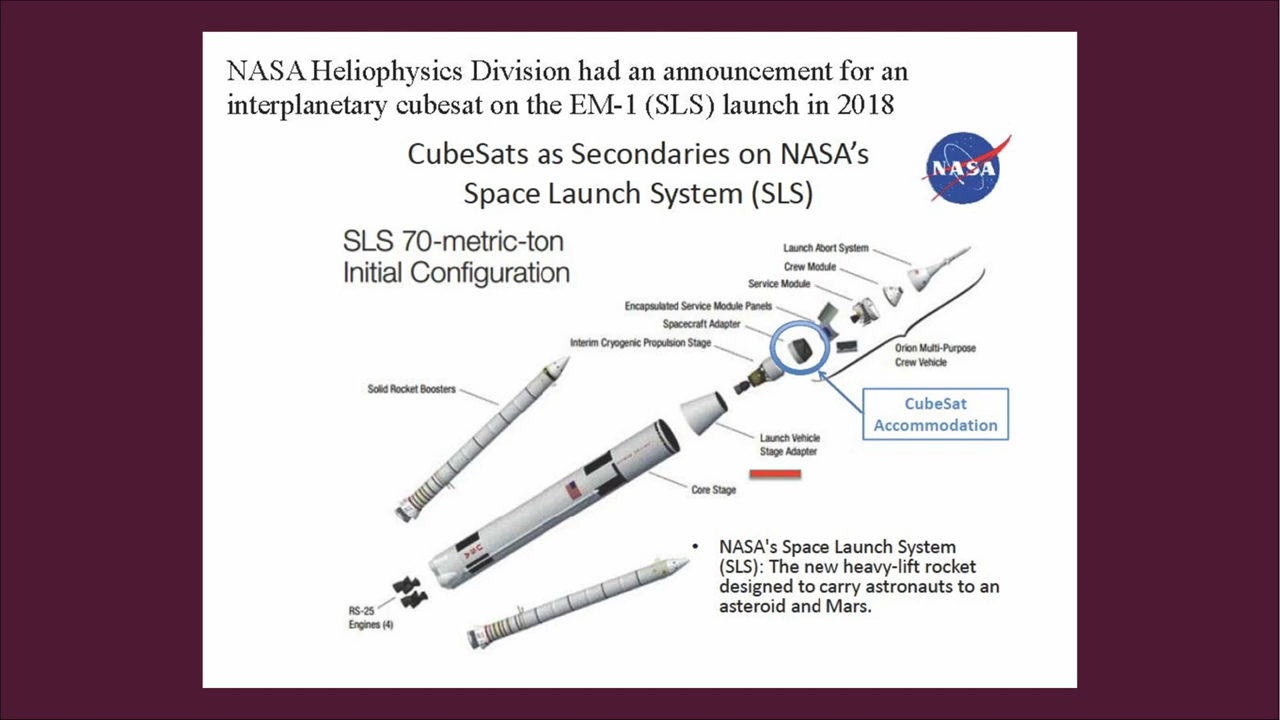 NASA Heliophysics Division had an announcement for an
interplanetary cubesat on the EM-1 (SLS) launch in 2018
CubeSats as Secondaries on NASA's
Space Launch System (SLS)
NASA
SLS 70-metric-ton
Initial Configuration
Launch Abort System
Crew Module
Service Module
Encapsulated Service Module Panels
Spacecraft Adapter
Interim Cryogenic Propulsion Stage
Orion Multi-Purpose
Crew Vehicle
Solid Rocket Boosters
CubeSat
Accommodation
Launch Vehicle
Stage Adapter
Core Stage
USA
RS-25
Engines (4)
• NASA's Space Launch System
(SLS): The new heavy-lift rocket
designed to carry astronauts to an
asteroid and Mars.